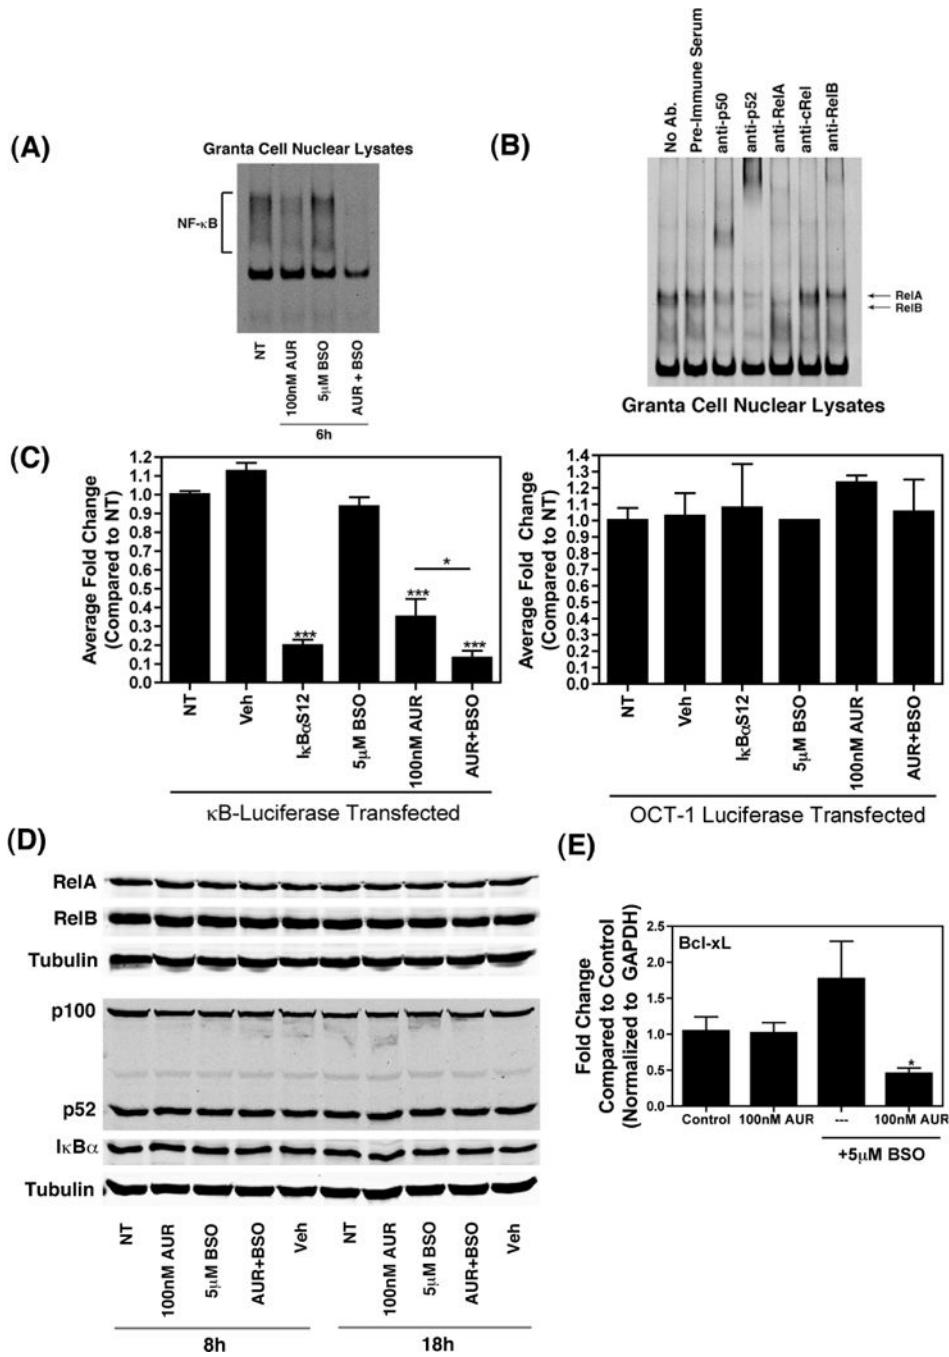 (A)
Granta Cell Nuclear Lysates
NF-κB
NT
100nM AUR
5μM BSO
AUR + BSO
6h
(B)
No Ab.
Pre-Immune Serum
anti-p50
anti-p52
anti-RelA
anti-cRel
anti-RelB
RelA
RelB
Granta Cell Nuclear Lysates
(C)
Average Fold Change
(Compared to NT)
1.2
1.1
1.0
0.9
0.8
0.7
0.6
0.5
0.4
0.3
0.2
0.1
0.0
***
***
*
***
NT
Veh
IκBαS12
5μM BSO
100nM AUR
AUR+BSO
κB-Luciferase Transfected
Average Fold Change
(Compared to NT)
1.4
1.3
1.2
1.1
1.0
0.9
0.8
0.7
0.6
0.5
0.4
0.3
0.2
0.1
0.0
NT
Veh
IκBαS12
5μM BSO
100nM AUR
AUR+BSO
OCT-1 Luciferase Transfected
(D)
RelA
RelB
Tubulin
p100
p52
IκBα
Tubulin
NT
100nM AUR
5μM BSO
AUR+BSO
Veh
NT
100nM AUR
5μM BSO
AUR+BSO
Veh
8h
18h
(E)
Fold Change
Compared to Control
(Normalized to GAPDH)
2.5
2.0
1.5
1.0
0.5
0.0
Bcl-xL
*
Control
100nM AUR
---
100nM AUR
+5μM BSO